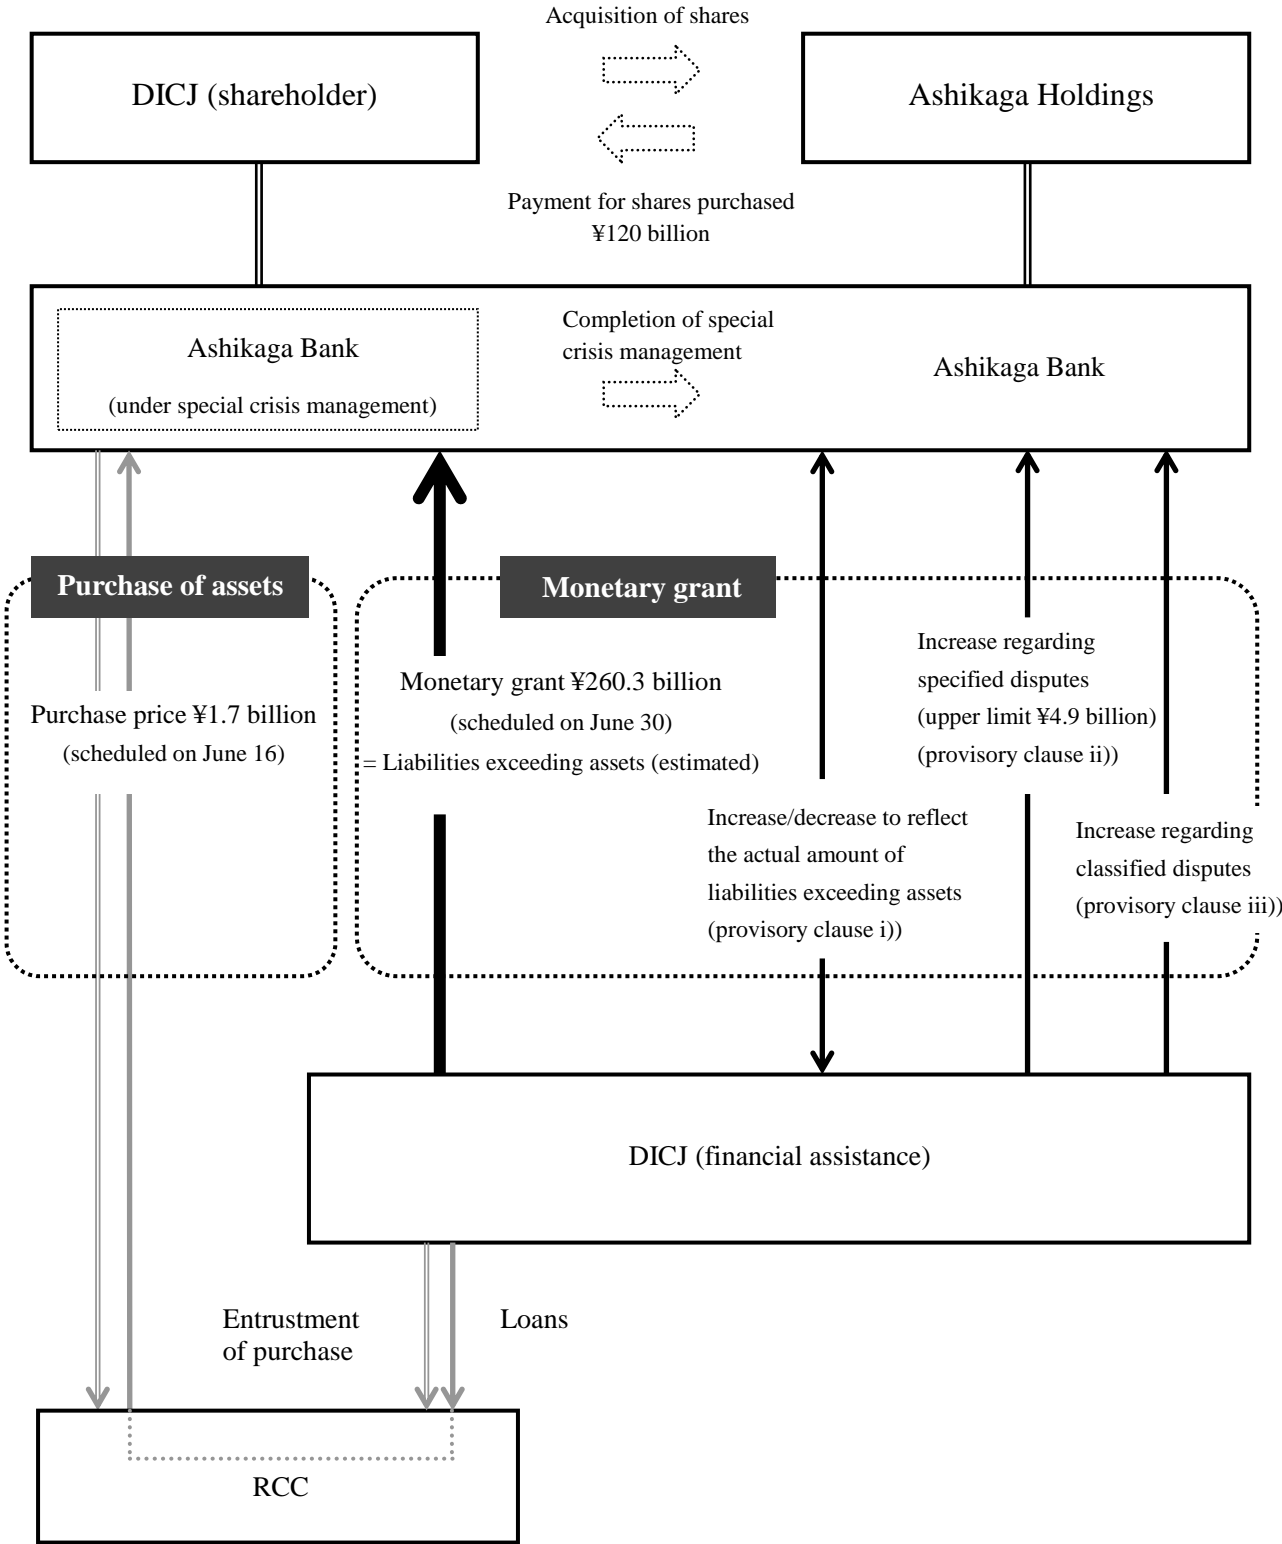 Acquisition of shares
DICJ (shareholder)
Ashikaga Holdings
Payment for shares purchased
¥120 billion
Ashikaga Bank
(under special crisis management)
Completion of special
crisis management
Ashikaga Bank
Purchase of assets
Monetary grant
Purchase price ¥1.7 billion
(scheduled on June 16)
Monetary grant ¥260.3 billion
(scheduled on June 30)
= Liabilities exceeding assets (estimated)
Increase regarding
specified disputes
(upper limit ¥4.9 billion)
(provisory clause ii))
Increase/decrease to reflect
the actual amount of
liabilities exceeding assets
(provisory clause i))
Increase regarding
classified disputes
(provisory clause iii))
DICJ (financial assistance)
Entrustment
of purchase
Loans
RCC